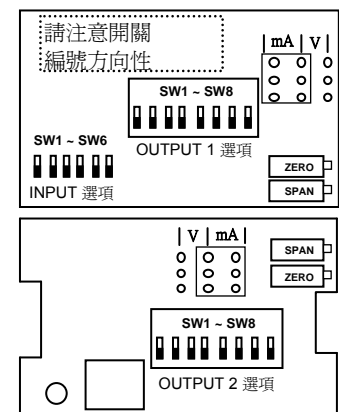 請注意開關
編號方向性
| mA | V |
SW1 ~ SW8
OUTPUT 1 選項
SW1 ~ SW6
INPUT 選項
ZERO
SPAN
| V | mA |
SPAN
ZERO
SW1 ~ SW8
OUTPUT 2 選項